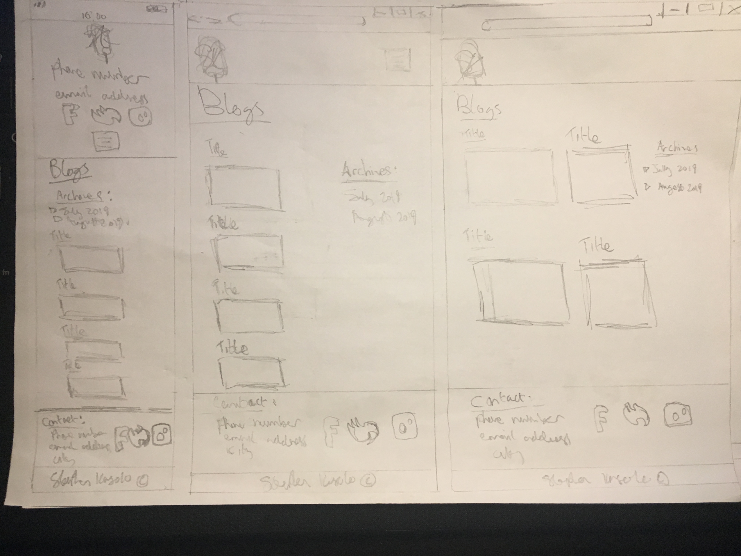 10:00
phone number
email address
F
Blogs
Archives:
July 2019
Title
Title
Title
Title
Contact:
Phone number
email address
city
F
Stephen Kasolo ©
Blogs
Title
Title
Title
Title
Archives:
July 2019
August 2019
Contact:
phone number
email address
city
F
Stephen Kasolo ©
Blogs
Title
Title
Title
Title
Archives
July 2019
August 2019
Contact:
phone number
email address
city
F
Stephen Kasolo ©